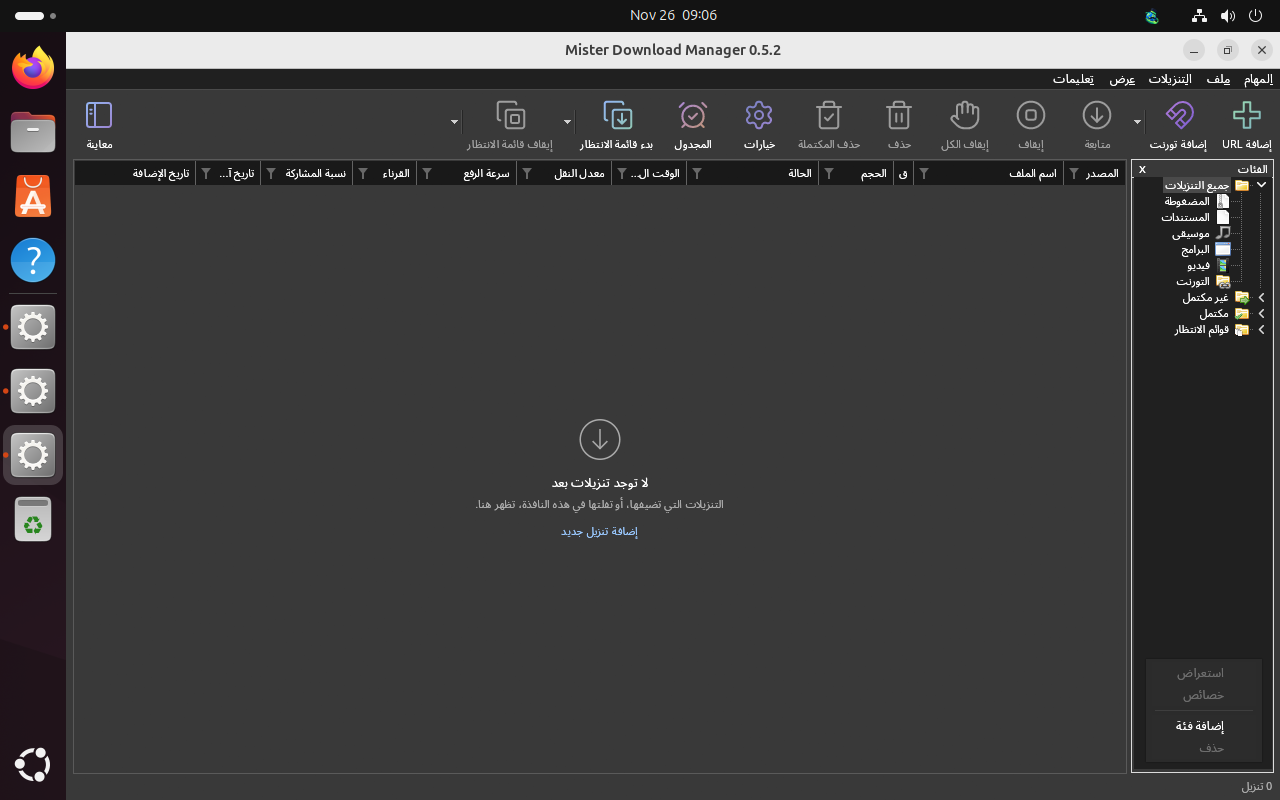 Nov 26 09:06
Mister Download Manager 0.5.2
المهام ملف التنزيلات عرض تعليمات
إضافة URL إضافة تورنت متابعة إيقاف إيقاف الكل حذف حذف المكتملة خيارات المجدول بدء قائمة الانتظار إيقاف قائمة الانتظار معاينة
الفئات x
المصدر اسم الملف ق الحجم الحالة الوقت ال... معدل النقل سرعة الرفع القرناء نسبة المشاركة تاريخ آ... تاريخ الإضافة
جميع التنزيلات
المضغوطة
المستندات
موسيقى
البرامج
فيديو
التورنت
غير مكتمل
مكتمل
قوائم الانتظار
لا توجد تنزيلات بعد
التنزيلات التي تضيفها، أو تفلتها في هذه النافذة، تظهر هنا.
إضافة تنزيل جديد
استعراض
خصائص
إضافة فئة
حذف
0 تنزيل